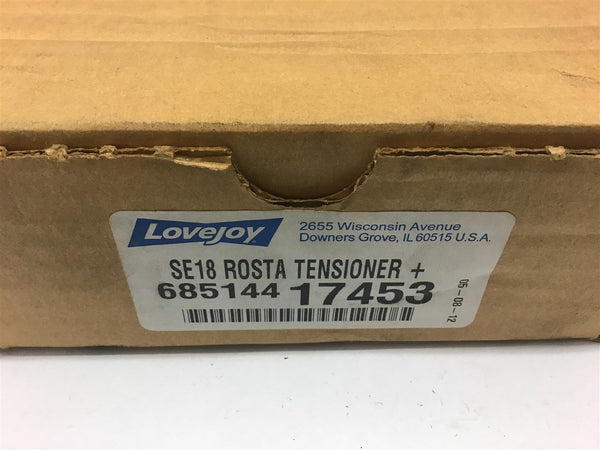 Lovejoy
2655 Wisconsin Avenue
Downers Grove, IL 60515 U.S.A.
SE18 ROSTA TENSIONER +
685144 17453
05-08-12